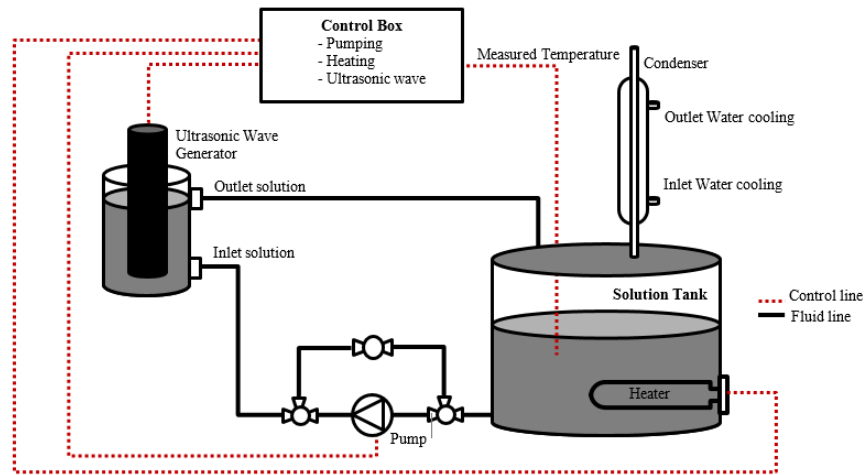 Control Box
- Pumping
- Heating
- Ultrasonic wave
Measured Temperature
Condenser
Outlet Water cooling
Inlet Water cooling
Ultrasonic Wave
Generator
Outlet solution
Inlet solution
Solution Tank
Control line
Fluid line
Heater
Pump